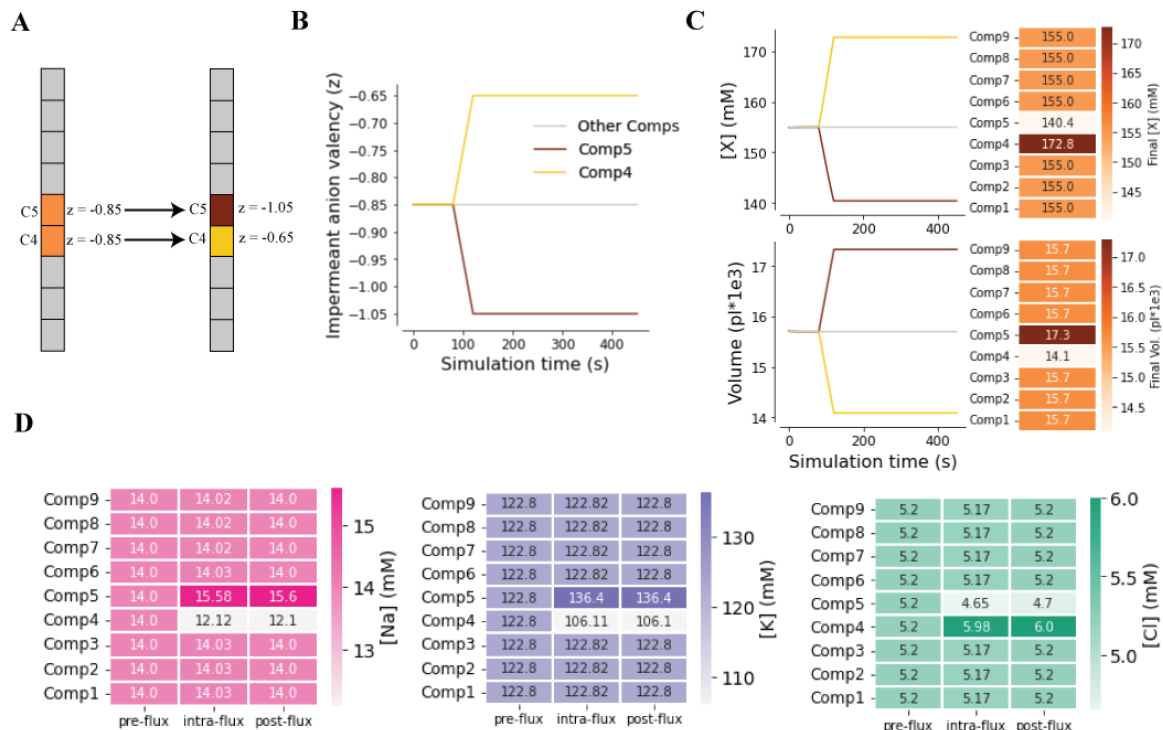 A
C5 z = -0.85 C5 z = -1.05
C4 z = -0.85 C4 z = -0.65
B
Impermeant anion valency (z)
−0.65
−0.70
−0.75
−0.80
−0.85
−0.90
−0.95
−1.00
−1.05
Other Comps
Comp5
Comp4
0 100 200 300 400
Simulation time (s)
C
[X] (mM)
170
160
150
140
0 200 400
Comp9 155.0
Comp8 155.0
Comp7 155.0
Comp6 155.0
Comp5 140.4
Comp4 172.8
Comp3 155.0
Comp2 155.0
Comp1 155.0
170
165
160
155
150
145
Final [X] (mM)
Volume (pl*1e3)
17
16
15
14
0 200 400
Simulation time (s)
Comp9 15.7
Comp8 15.7
Comp7 15.7
Comp6 15.7
Comp5 17.3
Comp4 14.1
Comp3 15.7
Comp2 15.7
Comp1 15.7
17.0
16.5
16.0
15.5
15.0
14.5
Final Vol. (pl*1e3)
D
Comp9 14.0 14.02 14.0
Comp8 14.0 14.02 14.0
Comp7 14.0 14.02 14.0
Comp6 14.0 14.03 14.0
Comp5 14.0 15.58 15.6
Comp4 14.0 12.12 12.1
Comp3 14.0 14.03 14.0
Comp2 14.0 14.03 14.0
Comp1 14.0 14.03 14.0
pre-flux intra-flux post-flux
15
14
13
[Na] (mM)
Comp9 122.8 122.82 122.8
Comp8 122.8 122.82 122.8
Comp7 122.8 122.82 122.8
Comp6 122.8 122.82 122.8
Comp5 122.8 136.4 136.4
Comp4 122.8 106.11 106.1
Comp3 122.8 122.82 122.8
Comp2 122.8 122.82 122.8
Comp1 122.8 122.82 122.8
pre-flux intra-flux post-flux
130
120
110
[K] (mM)
Comp9 5.2 5.17 5.2
Comp8 5.2 5.17 5.2
Comp7 5.2 5.17 5.2
Comp6 5.2 5.17 5.2
Comp5 5.2 4.65 4.7
Comp4 5.2 5.98 6.0
Comp3 5.2 5.17 5.2
Comp2 5.2 5.17 5.2
Comp1 5.2 5.17 5.2
pre-flux intra-flux post-flux
6.0
5.5
5.0
[Cl] (mM)